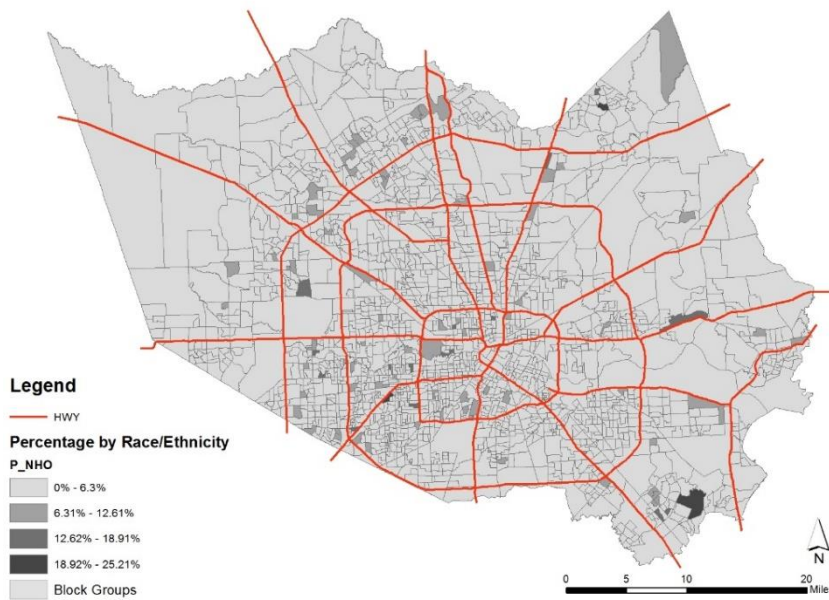 Legend
HWY
Percentage by Race/Ethnicity
P_NHO
0% - 6.3%
6.31% - 12.61%
12.62% - 18.91%
18.92% - 25.21%
Block Groups
N
0 5 10 20
Mile